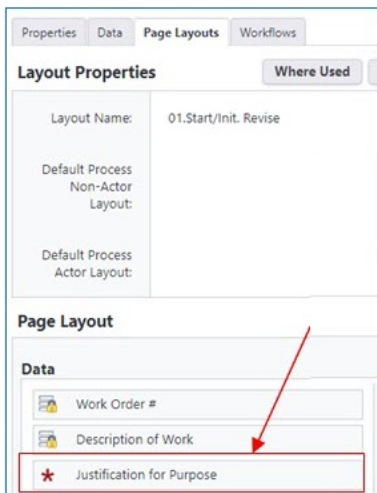 Properties
Data
Page Layouts
Workflows
Layout Properties
Where Used
Layout Name:
01.Start/Init. Revise
Default Process
Non-Actor
Layout:
Default Process
Actor Layout:
Page Layout
Data
Work Order #
Description of Work
* Justification for Purpose